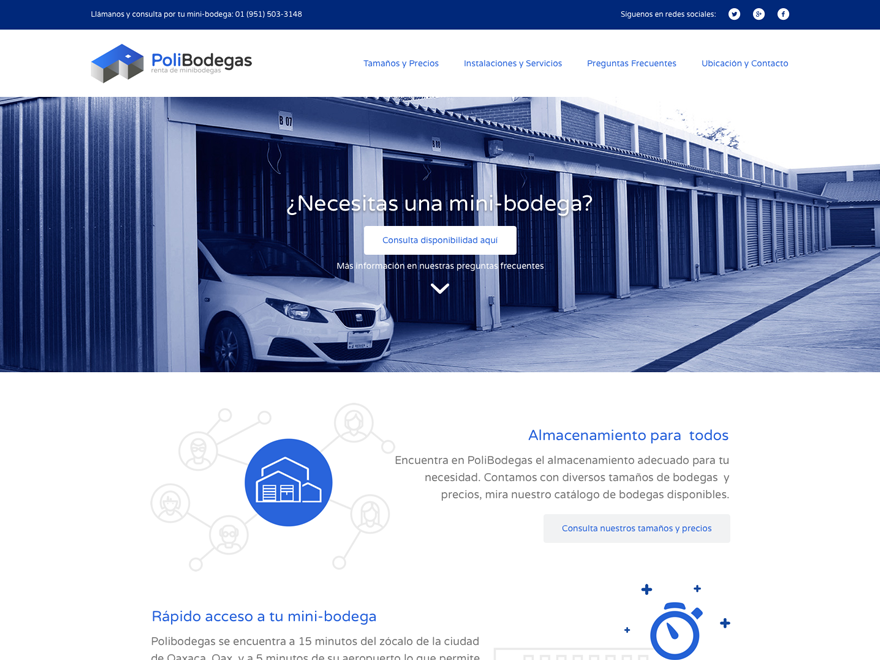 Llámanos y consulta por tu mini-bodega: 01 (951) 503-3148
Síguenos en redes sociales:
PoliBodegas
renta de minibodegas
Tamaños y Precios
Instalaciones y Servicios
Preguntas Frecuentes
Ubicación y Contacto
B 07
¿Necesitas una mini-bodega?
Consulta disponibilidad aqui
Más información en nuestras preguntas frecuentes
Almacenamiento para todos
Encuentra en PoliBodegas el almacenamiento adecuado para tu
necesidad. Contamos con diversos tamaños de bodegas y
precios, mira nuestro catálogo de bodegas disponibles.
Consulta nuestros tamaños y precios
Rápido acceso a tu mini-bodega
Polibodegas se encuentra a 15 minutos del zócalo de la ciudad
de Oaxaca, Oax. y a 5 minutos de su aeropuerto lo que permite